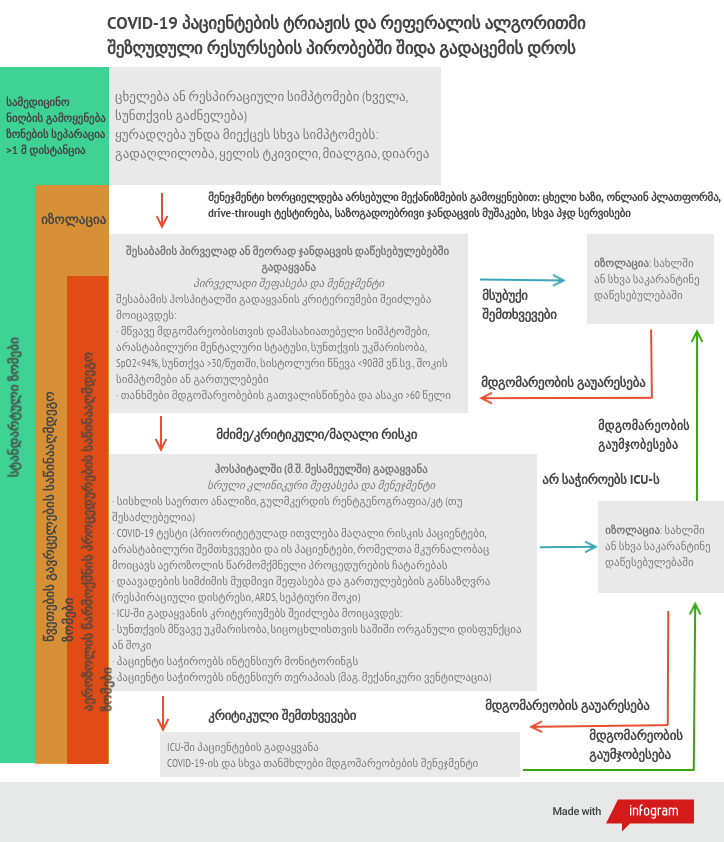 COVID-19 პაციენტების ტრიაჟის და რეფერალის ალგორითმი
შეზღუდული რესურსების პირობებში შიდა გადაცემის დროს
სამედიცინო
ნიღბის გამოყენება
ზონების სეპარაცია
>1 მ დისტანცია
ცხელება ან რესპირაციული სიმპტომები (ხველა,
სუნთქვის გაძნელება)
ყურადღება უნდა მიექცეს სხვა სიმპტომებს:
გადაღლილობა, ყელის ტკივილი, მიალგია, დიარეა
იზოლაცია
მენეჯმენტი ხორციელდება არსებული მექანიზმების გამოყენებით: ცხელი ხაზი, ონლაინ პლათფორმა,
drive-through ტესტირება, საზოგადოებრივი ჯანდაცვის მუშაკები, სხვა პჯდ სერვისები
შესაბამის პირველად ან მეორად ჯანდაცვის დაწესებულებებში
გადაყვანა
პირველადი შეფასება და მენეჯმენტი
შესაბამის ჰოსპიტალში გადაყვანის კრიტერიუმები შეიძლება
მოიცავდეს:
· მწვავე მდგომარეობისთვის დამახასიათებელი სიმპტომები,
არასტაბილური მენტალური სტატუსი, სუნთქვის უკმარისობა,
SpO2<94%, სუნთქვა >30/წუთში, სისტოლური წნევა <90მმ ვწ.სვ., შოკის
სიმპტომები ან გართულებები
· თანხმები მდგომარეობების გათვალისწინება და ასაკი >60 წელი
მსუბუქი
შემთხვევები
იზოლაცია: სახლში
ან სხვა საკარანტინე
დაწესებულებაში
მდგომარეობის გაუარესება
მდგომარეობის
გაუმჯობესება
მძიმე/კრიტიკული/მაღალი რისკი
ჰოსპიტალში (მ.შ. მესამეულში) გადაყვანა
სრული კლინიკური შეფასება და მენეჯმენტი
· სისხლის საერთო ანალიზი, გულმკერდის რენტგენოგრაფია/კტ (თუ
შესაძლებელია)
· COVID-19 ტესტი (პრიორიტეტულად ითვლება მაღალი რისკის პაციენტები,
არასტაბილური შემთხვევები და ის პაციენტები, რომელთა მკურნალობაც
მოიცავს აეროზოლის წარმომქმნელი პროცედურების ჩატარებას
· დაავადების სიმძიმის მუდმივი შეფასება და გართულებების განსაზღვრა
(რესპირაციული დისტრესი, ARDS, სეპტიური შოკი)
· ICU-ში გადაყვანის კრიტერიუმებს შეიძლება მოიცავდეს:
· სუნთქვის მწვავე უკმარისობა, სიცოცხლისთვის საშიში ორგანული დისფუნქცია
ან შოკი
· პაციენტი საჭიროებს ინტენსიურ მონიტორინგს
· პაციენტი საჭიროებს ინტენსიურ თერაპიას (მაგ. მექანიკური ვენტილაცია)
არ საჭიროებს ICU-ს
იზოლაცია: სახლში
ან სხვა საკარანტინე
დაწესებულებაში
სტანდარტული ზომები
წვეთების გავრცელების საწინააღმდეგო
ზომები
აეროზოლის წარმოქმნის პროცედურების საწინააღმდეგო
ზომები
კრიტიკული შემთხვევები
მდგომარეობის გაუარესება
მდგომარეობის
გაუმჯობესება
ICU-ში პაციენტების გადაყვანა
COVID-19-ის და სხვა თანმხლები მდგომარეობების მენეჯმენტი
Made with infogram